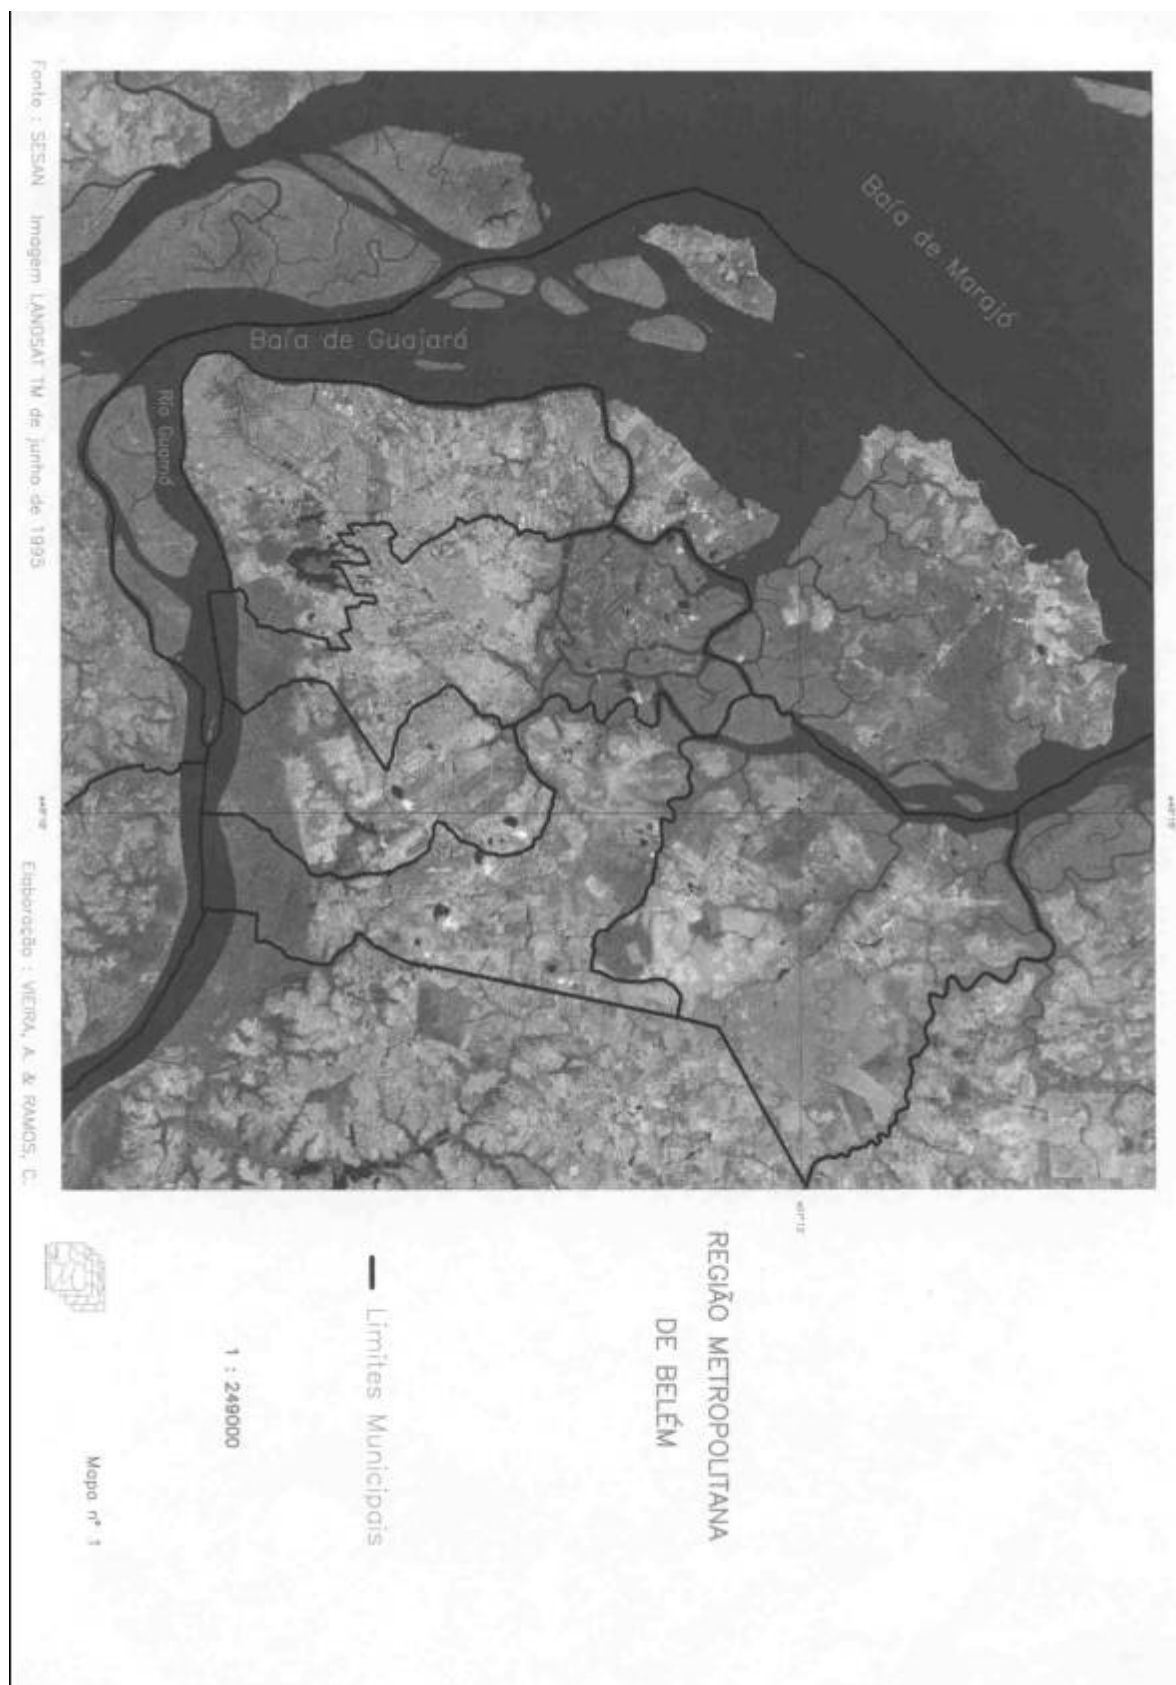 REGIÃO METROPOLITANA
DE BELÉM
Baía de Marajó
Baía de Guajará
Rio Guamá
Limites Municipais
1 : 249000
Mapa n° 1
Fonte : SESAN Imagem LANDSAT TM de junho de 1995
Elaboração : VIEIRA, A. & RAMOS, C.